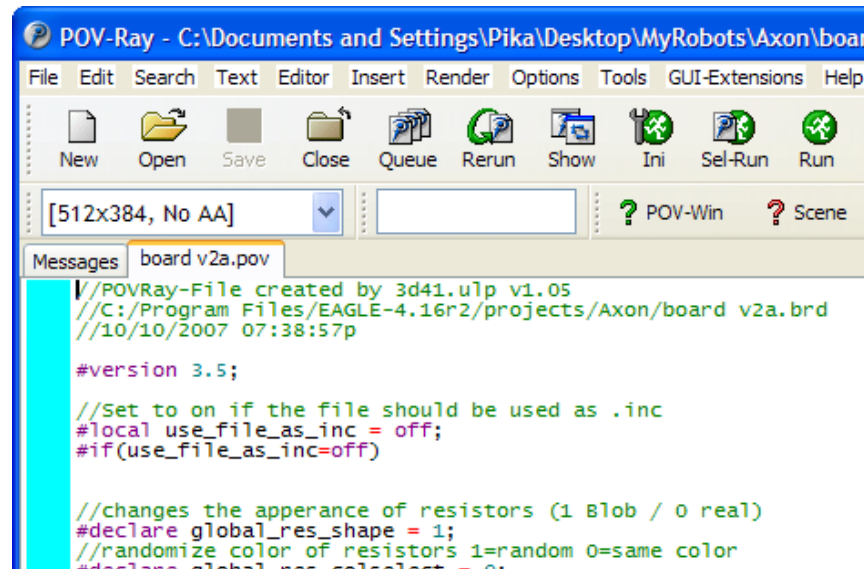 POV-Ray - C:\Documents and Settings\Pika\Desktop\MyRobots\Axon\boar
File Edit Search Text Editor Insert Render Options Tools GUI-Extensions Help
New Open Save Close Queue Rerun Show Ini Sel-Run Run
[512x384, No AA] POV-Win Scene
Messages board v2a.pov
//POVRay-File created by 3d41.ulp v1.05
//C:/Program Files/EAGLE-4.16r2/projects/Axon/board v2a.brd
//10/10/2007 07:38:57p
#version 3.5;
//Set to on if the file should be used as .inc
#local use_file_as_inc = off;
#if(use_file_as_inc=off)
//changes the apperance of resistors (1 Blob / 0 real)
#declare global_res_shape = 1;
//randomize color of resistors 1=random 0=same color
#declare global_res_colselect = 0;